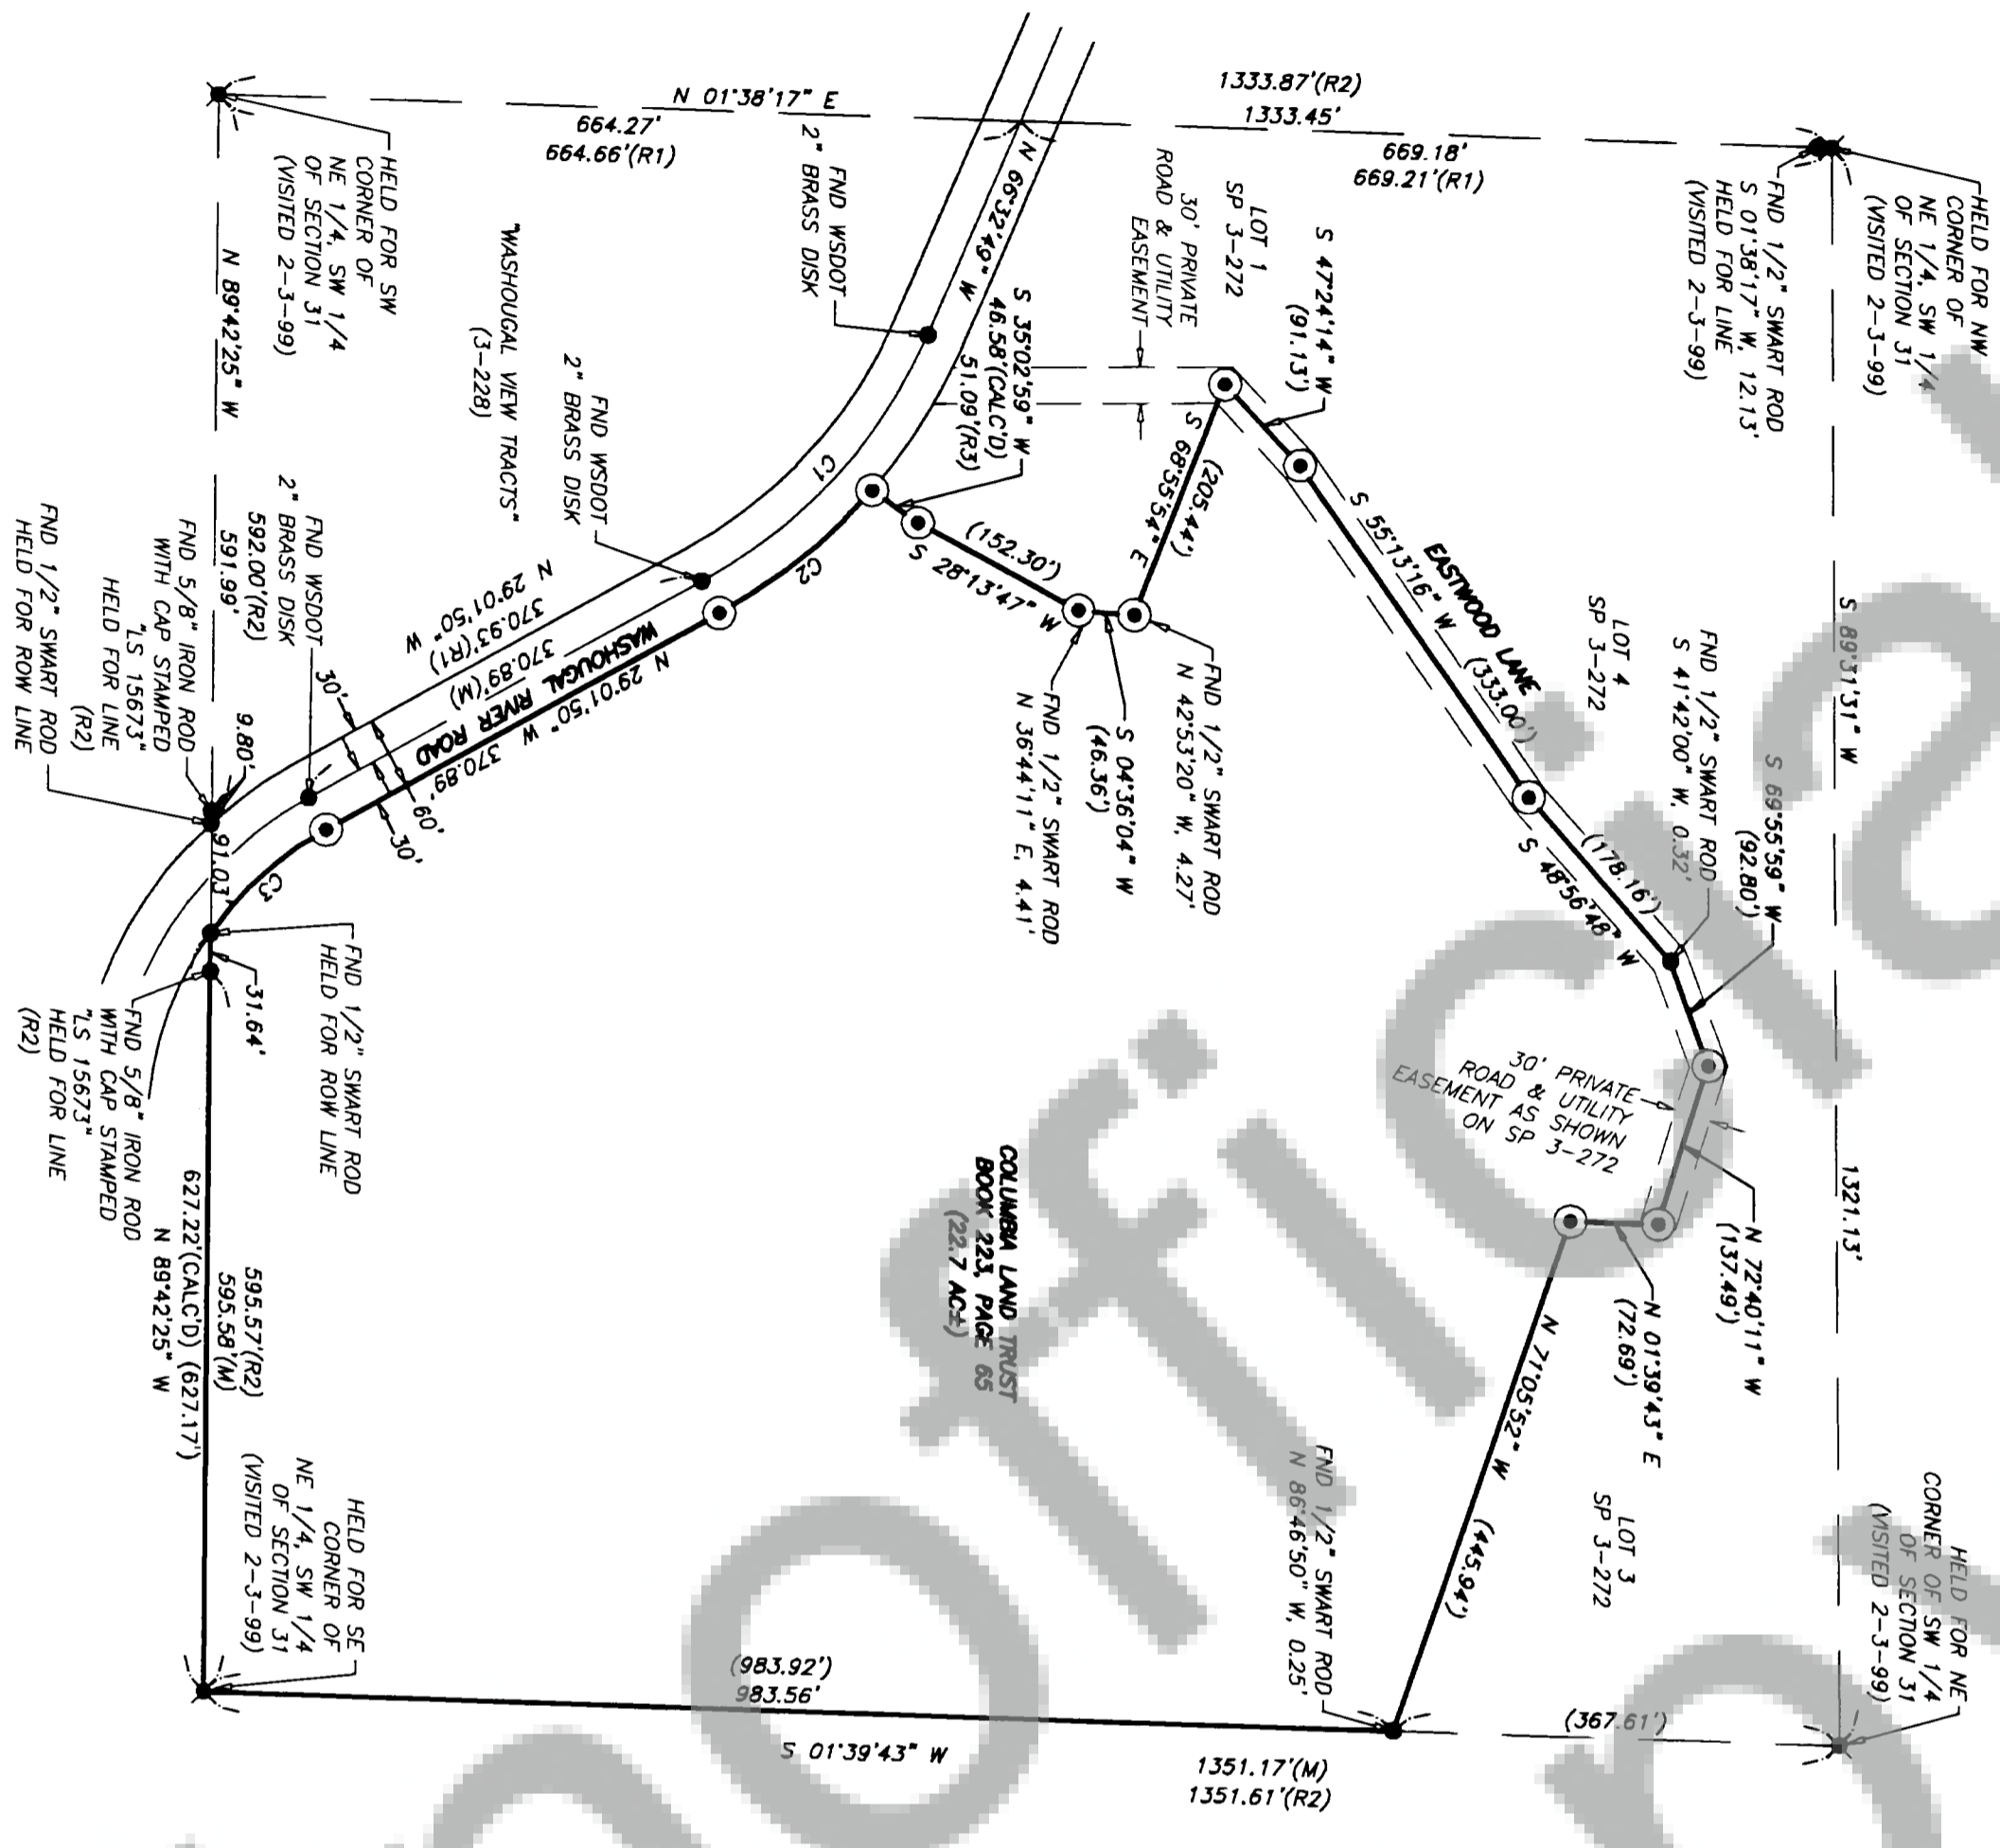 1333.87'(R2)
1333.45'
N 01°38'17" E
664.27'
664.66'(R1)
669.18'
669.21'(R1)
HELD FOR NW
CORNER OF
NE 1/4, SW 1/4
OF SECTION 31
(VISITED 2-3-99)
FND 1/2" SWART ROD
S 01°38'17" W, 12.13'
HELD FOR LINE
(VISITED 2-3-99)
HELD FOR SW
CORNER OF
NE 1/4, SW 1/4
OF SECTION 31
(VISITED 2-3-99)
FND WSDOT
2" BRASS DISK
N 66°32'49" W
30' PRIVATE
ROAD & UTILITY
EASEMENT
LOT 1
SP 3-272
S 47°24'14" W
(91.13')
N 89°42'25" W
"WASHOUGAL VIEW TRACTS"
(3-228)
FND WSDOT
2" BRASS DISK
S 35°02'59" W
46.58'(CALC'D)
51.09'(R3)
C1
C2
(152.30')
S 28°13'47" W
(205.44')
S 68°55'54" E
S 55°13'16" W
(333.00')
EASTWOOD LANE
LOT 4
SP 3-272
S 89°31'31" W
1321.13'
FND 1/2" SWART ROD
S 41°42'00" W, 0.32'
S 69°55'59" W
(92.80')
(178.16')
S 48°56'48" W
FND 1/2" SWART ROD
N 42°53'20" W, 4.27'
S 04°36'04" W
(46.36')
FND 1/2" SWART ROD
N 36°44'11" E, 4.41'
N 29°01'50" W
370.93'(R1)
370.89'(M)
WASHOUGAL RIVER ROAD
N 29°01'50" W
370.89'
30'
60'
30'
FND WSDOT
2" BRASS DISK
592.00'(R2)
591.99'
9.80'
FND 5/8" IRON ROD
WITH CAP STAMPED
"LS 15673"
HELD FOR LINE
(R2)
FND 1/2" SWART ROD
HELD FOR ROW LINE
91.03'
C3
FND 1/2" SWART ROD
HELD FOR ROW LINE
31.64'
FND 5/8" IRON ROD
WITH CAP STAMPED
"LS 15673"
HELD FOR LINE
(R2)
30' PRIVATE
ROAD & UTILITY
EASEMENT AS SHOWN
ON SP 3-272
N 72°40'11" W
(137.49')
N 01°39'43" E
(72.69')
COLUMBIA LAND TRUST
BOOK 223, PAGE 65
(22.7 AC±)
N 71°05'52" W
(445.94')
LOT 3
SP 3-272
595.57'(R2)
595.58'(M)
627.22'(CALC'D) (627.17')
N 89°42'25" W
HELD FOR SE
CORNER OF
NE 1/4, SW 1/4
OF SECTION 31
(VISITED 2-3-99)
FND 1/2" SWART ROD
N 86°46'50" W, 0.25'
HELD FOR NE
CORNER OF SW 1/4
OF SECTION 31
(VISITED 2-3-99)
(983.92')
983.56'
S 01°39'43" W
(367.61')
1351.17'(M)
1351.61'(R2)